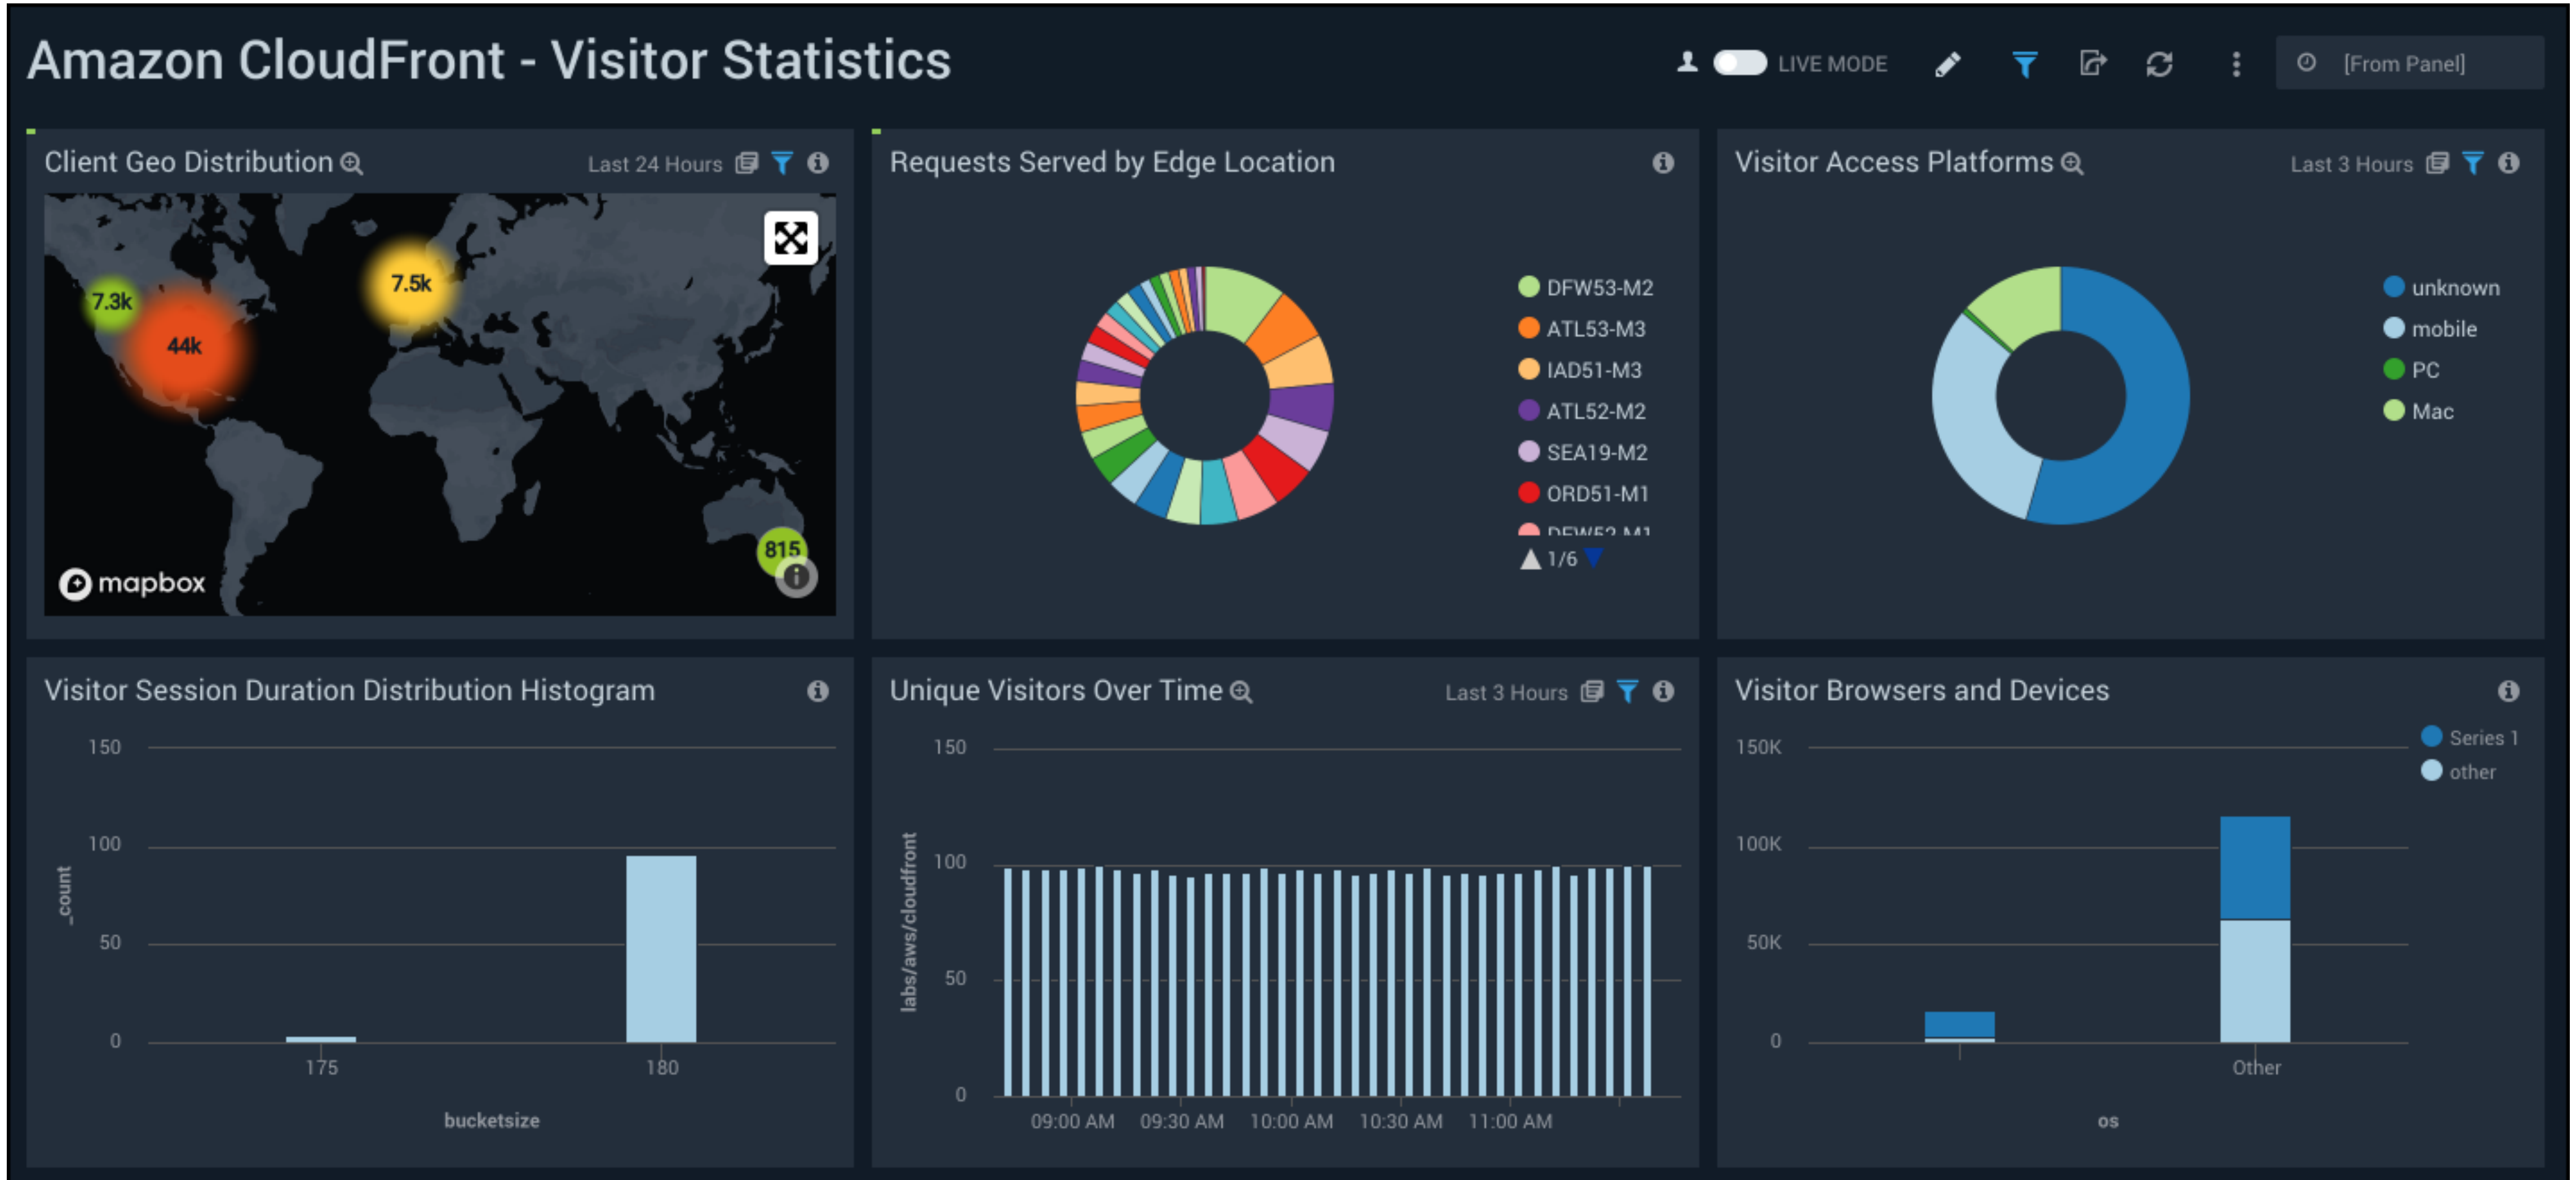 Amazon CloudFront - Visitor Statistics
LIVE MODE
[From Panel]
Client Geo Distribution
Last 24 Hours
7.3k
44k
7.5k
815
mapbox
Requests Served by Edge Location
DFW53-M2
ATL53-M3
IAD51-M3
ATL52-M2
SEA19-M2
ORD51-M1
1/6
Visitor Access Platforms
Last 3 Hours
unknown
mobile
PC
Mac
Visitor Session Duration Distribution Histogram
150
100
50
0
_count
175
180
bucketsize
Unique Visitors Over Time
Last 3 Hours
150
100
50
0
labs/aws/cloudfront
09:00 AM
09:30 AM
10:00 AM
10:30 AM
11:00 AM
Visitor Browsers and Devices
Series 1
other
150K
100K
50K
0
Other
os